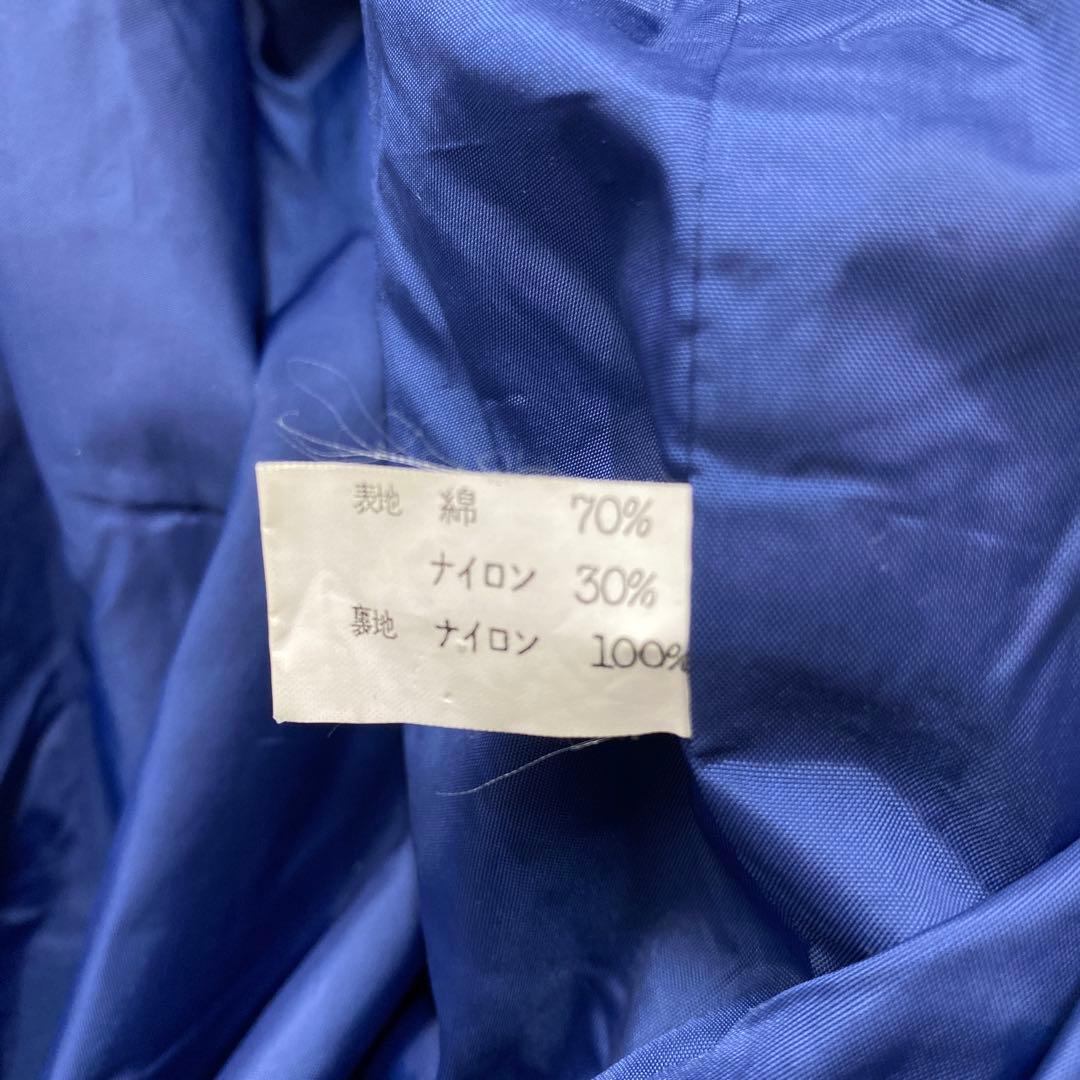 表地 綿 70%
ナイロン 30%
裏地 ナイロン 100%